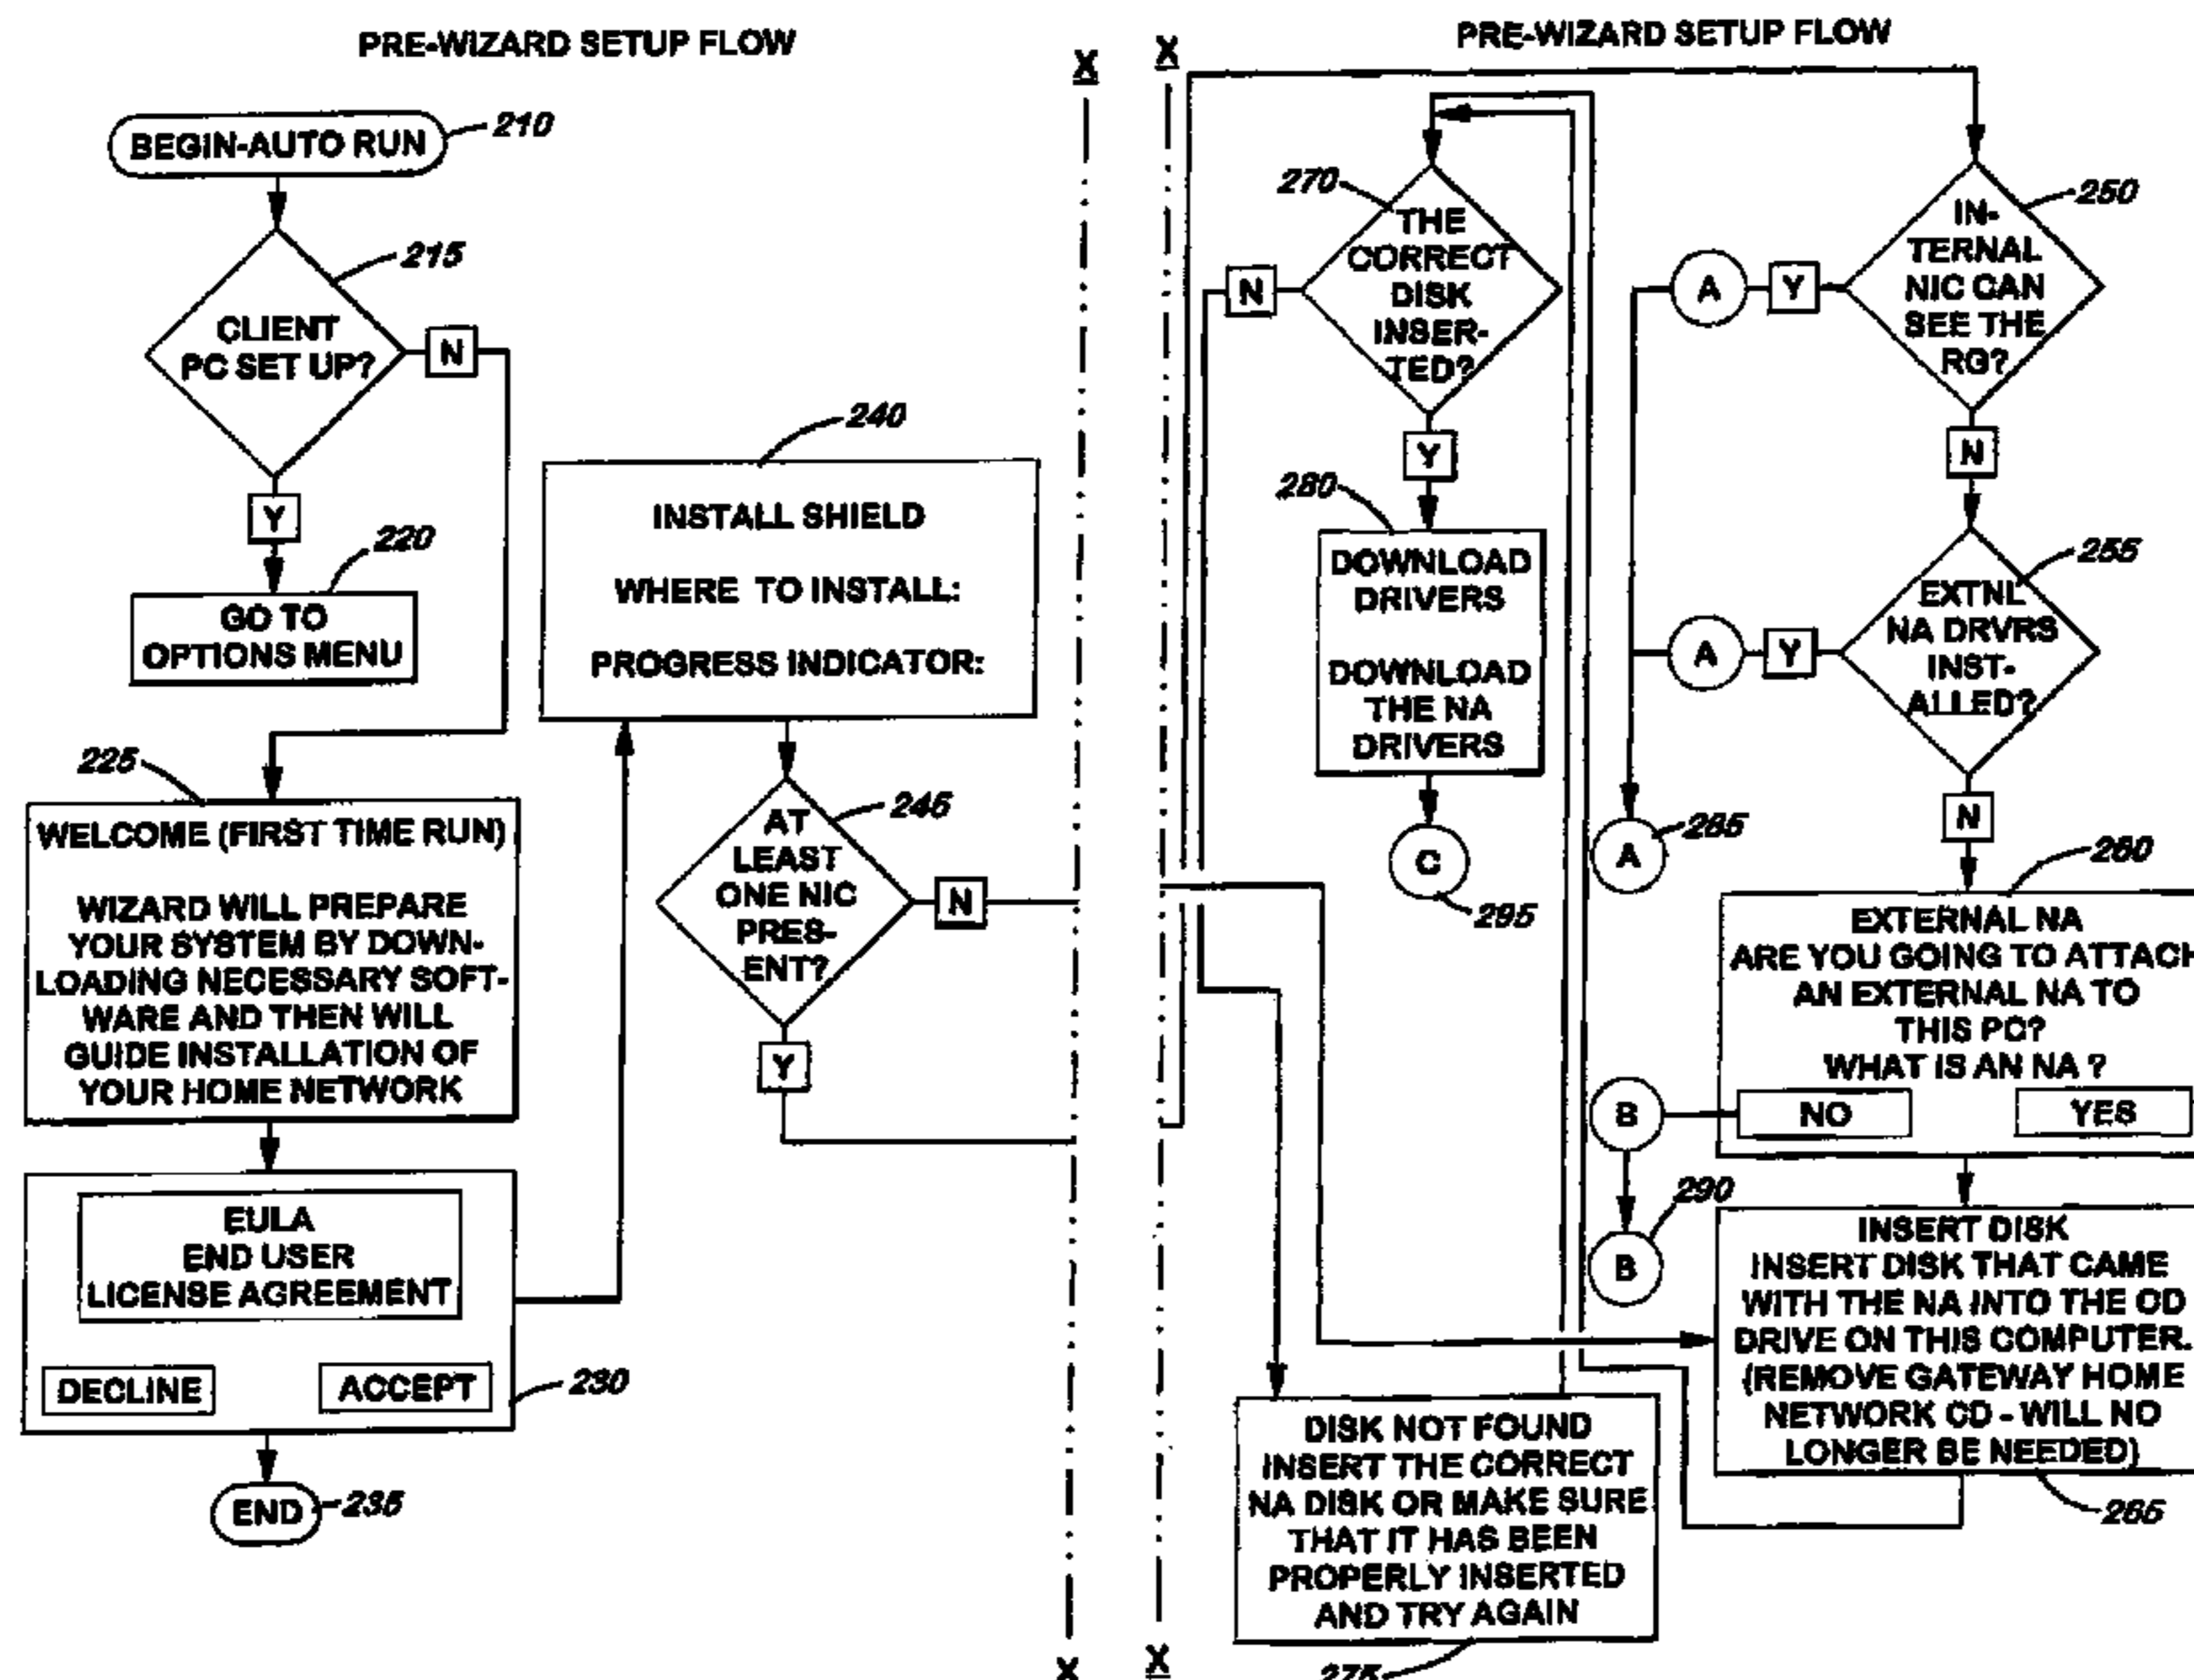 PRE-WIZARD SETUP FLOW
X
BEGIN-AUTO RUN
210
CLIENT
PC SET UP?
215
N
Y
GO TO
OPTIONS MENU
220
225
WELCOME (FIRST TIME RUN)
WIZARD WILL PREPARE
YOUR SYSTEM BY DOWN-
LOADING NECESSARY SOFT-
WARE AND THEN WILL
GUIDE INSTALLATION OF
YOUR HOME NETWORK
EULA
END USER
LICENSE AGREEMENT
DECLINE
ACCEPT
230
END
235
240
INSTALL SHIELD
WHERE TO INSTALL:
PROGRESS INDICATOR:
AT
LEAST
ONE NIC
PRES-
ENT?
245
N
Y
X
X
PRE-WIZARD SETUP FLOW
270
THE
CORRECT
DISK
INSER-
TED?
N
Y
280
DOWNLOAD
DRIVERS
DOWNLOAD
THE NA
DRIVERS
C
295
IN-
TERNAL
NIC CAN
SEE THE
RG?
250
A
Y
N
EXTNL
NA DRVRS
INST-
ALLED?
255
A
Y
N
A
285
260
EXTERNAL NA
ARE YOU GOING TO ATTACH
AN EXTERNAL NA TO
THIS PC?
WHAT IS AN NA ?
NO
YES
B
B
290
INSERT DISK
INSERT DISK THAT CAME
WITH THE NA INTO THE CD
DRIVE ON THIS COMPUTER.
(REMOVE GATEWAY HOME
NETWORK CD - WILL NO
LONGER BE NEEDED)
265
DISK NOT FOUND
INSERT THE CORRECT
NA DISK OR MAKE SURE
THAT IT HAS BEEN
PROPERLY INSERTED
AND TRY AGAIN
275
X